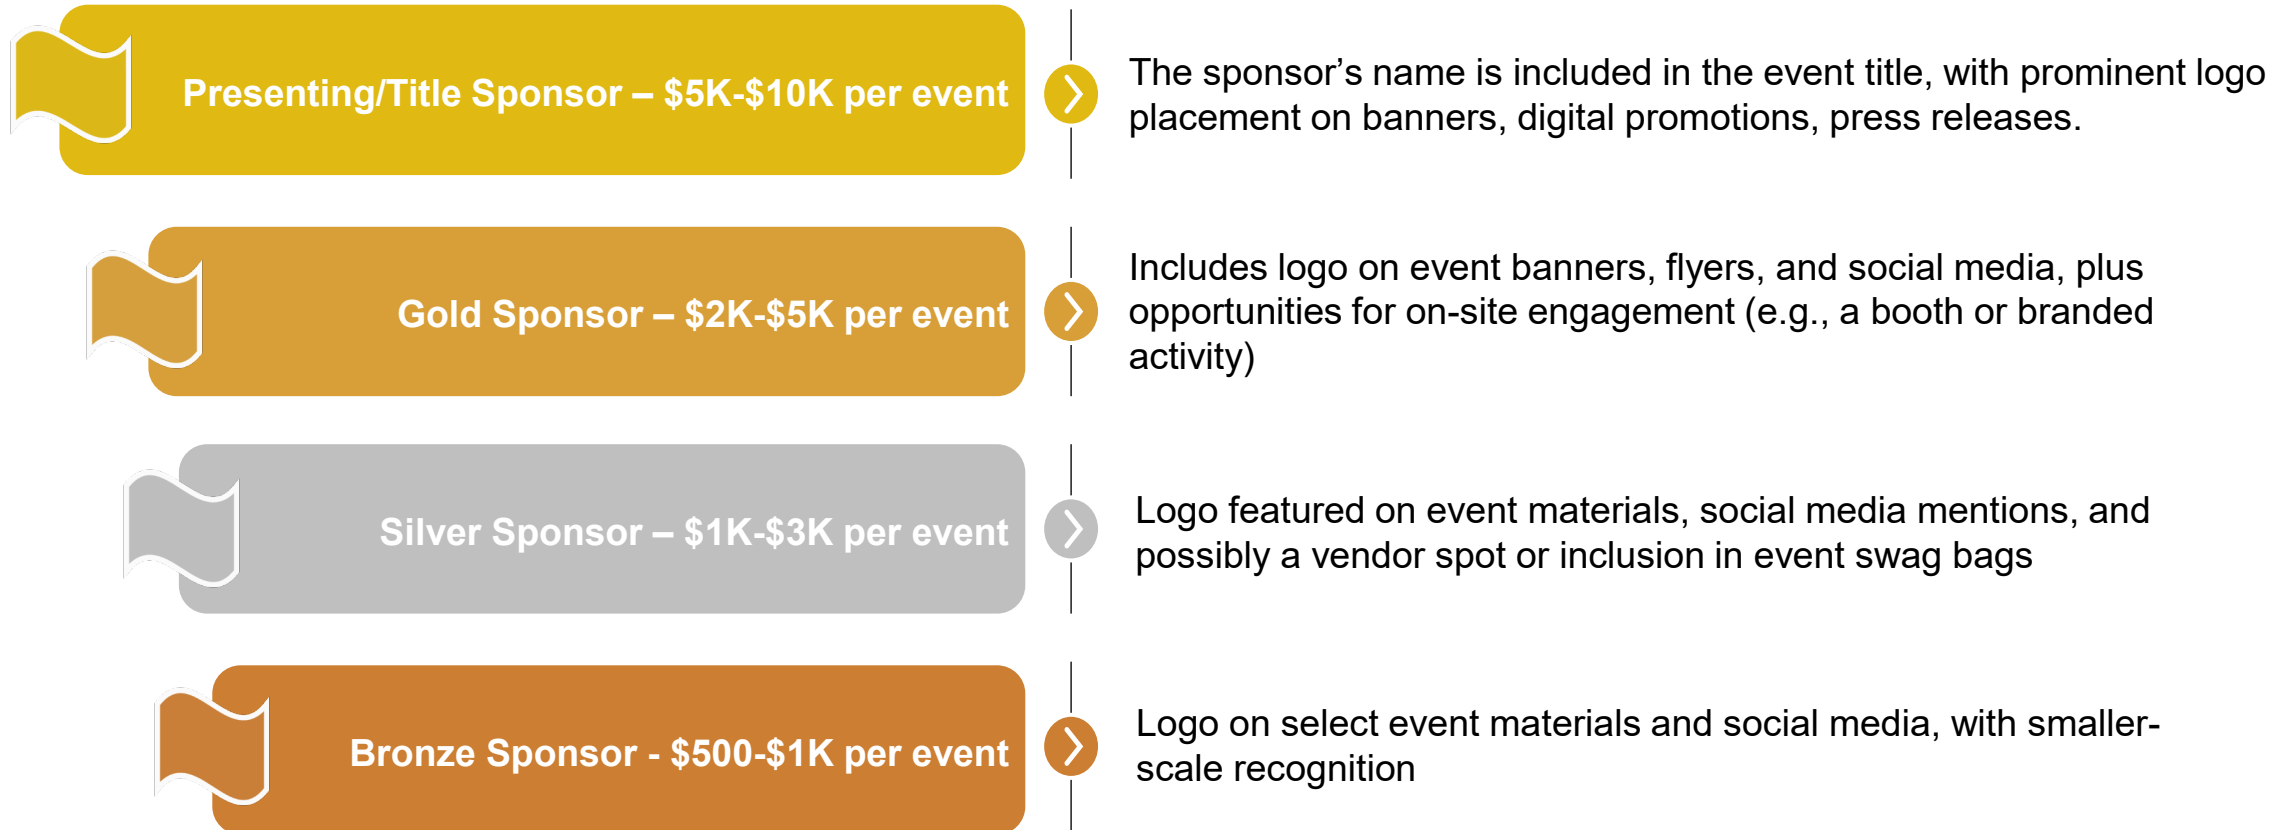 Presenting/Title Sponsor – $5K-$10K per event
The sponsor’s name is included in the event title, with prominent logo
placement on banners, digital promotions, press releases.
Gold Sponsor – $2K-$5K per event
Includes logo on event banners, flyers, and social media, plus
opportunities for on-site engagement (e.g., a booth or branded
activity)
Silver Sponsor – $1K-$3K per event
Logo featured on event materials, social media mentions, and
possibly a vendor spot or inclusion in event swag bags
Bronze Sponsor - $500-$1K per event
Logo on select event materials and social media, with smaller-
scale recognition